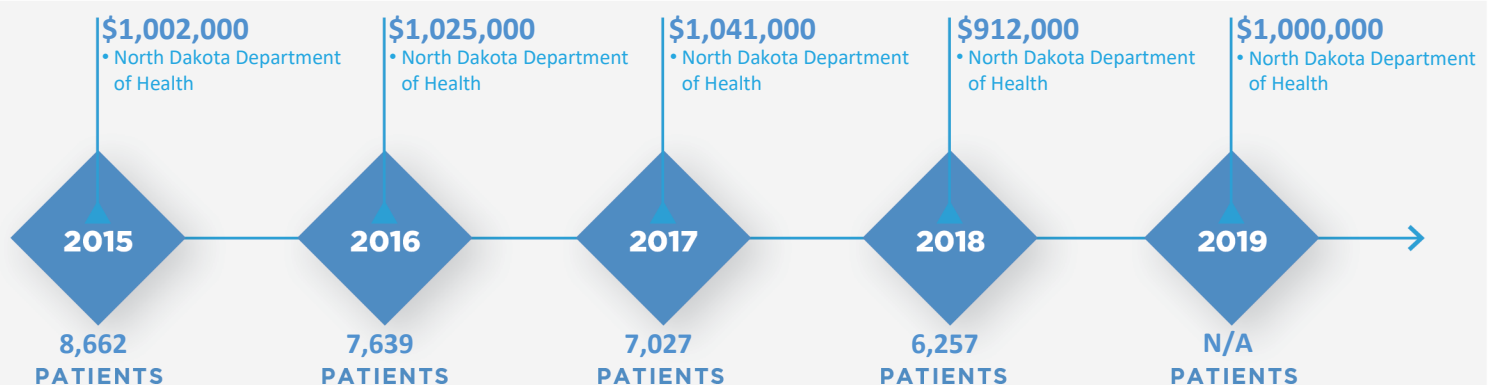 $1,002,000
• North Dakota Department
of Health
2015
8,662
PATIENTS
$1,025,000
• North Dakota Department
of Health
2016
7,639
PATIENTS
$1,041,000
• North Dakota Department
of Health
2017
7,027
PATIENTS
$912,000
• North Dakota Department
of Health
2018
6,257
PATIENTS
$1,000,000
• North Dakota Department
of Health
2019
N/A
PATIENTS